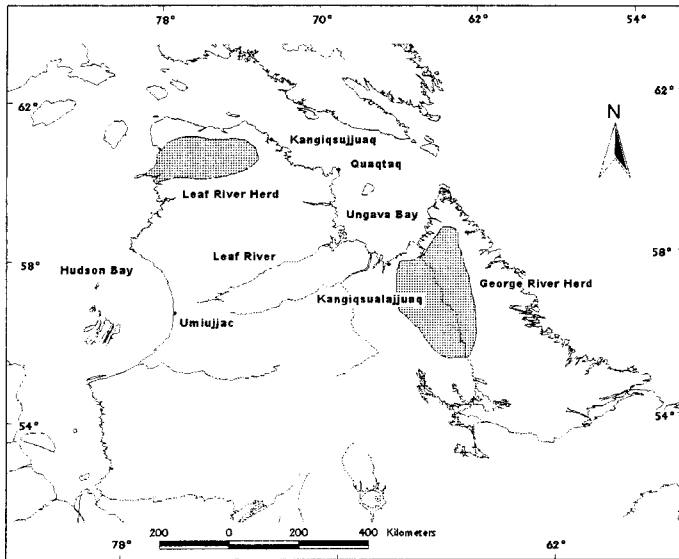 78° 70° 62° 54°
62° 62°
N
Kangiqsujjuaq
Quaqtaq
Leaf River Herd
Ungava Bay
58° 58°
Leaf River
Hudson Bay
George River Herd
Kangiqsualajjuaq
Umiujjac
54° 54°
200 0 200 400 Kilometers
78° 62°